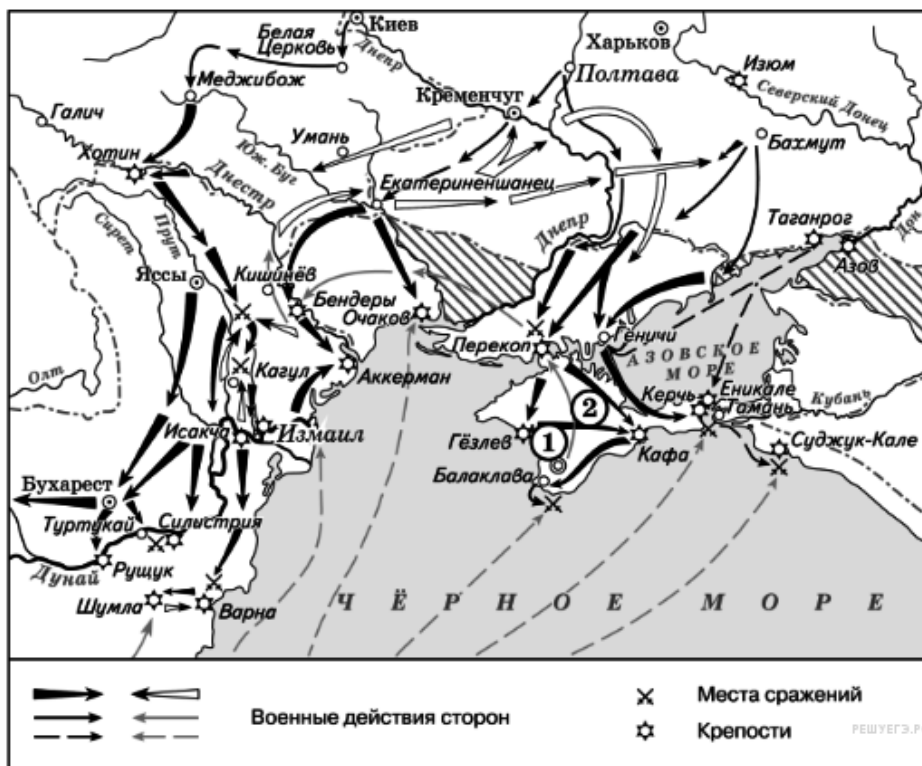 Киев
Белая
Церковь
Днепр
Харьков
Изюм
Меджибож
Полтава
Северский Донец
Кременчуг
Галич
Умань
Бахмут
Хотин
Юж. Буг
Днестр
Екатериненшанец
Таганрог
Дон
Сирет
Прут
Днепр
Азов
Яссы
Кишинёв
Бендеры
Очаков
Геничи
Перекоп
АЗОВСКОЕ
МОРЕ
Олт
Кагул
Аккерман
Керчь
Еникале
Тамань
Кубань
Исакча
Измаил
2
Гёзлев
1
Кафа
Суджук-Кале
Бухарест
Балаклава
Туртукай
Силистрия
Дунай
Рущук
Шумла
Варна
ЧЁРНОЕ МОРЕ
Военные действия сторон
Места сражений
Крепости
РЕШУЕГЭ.РФ